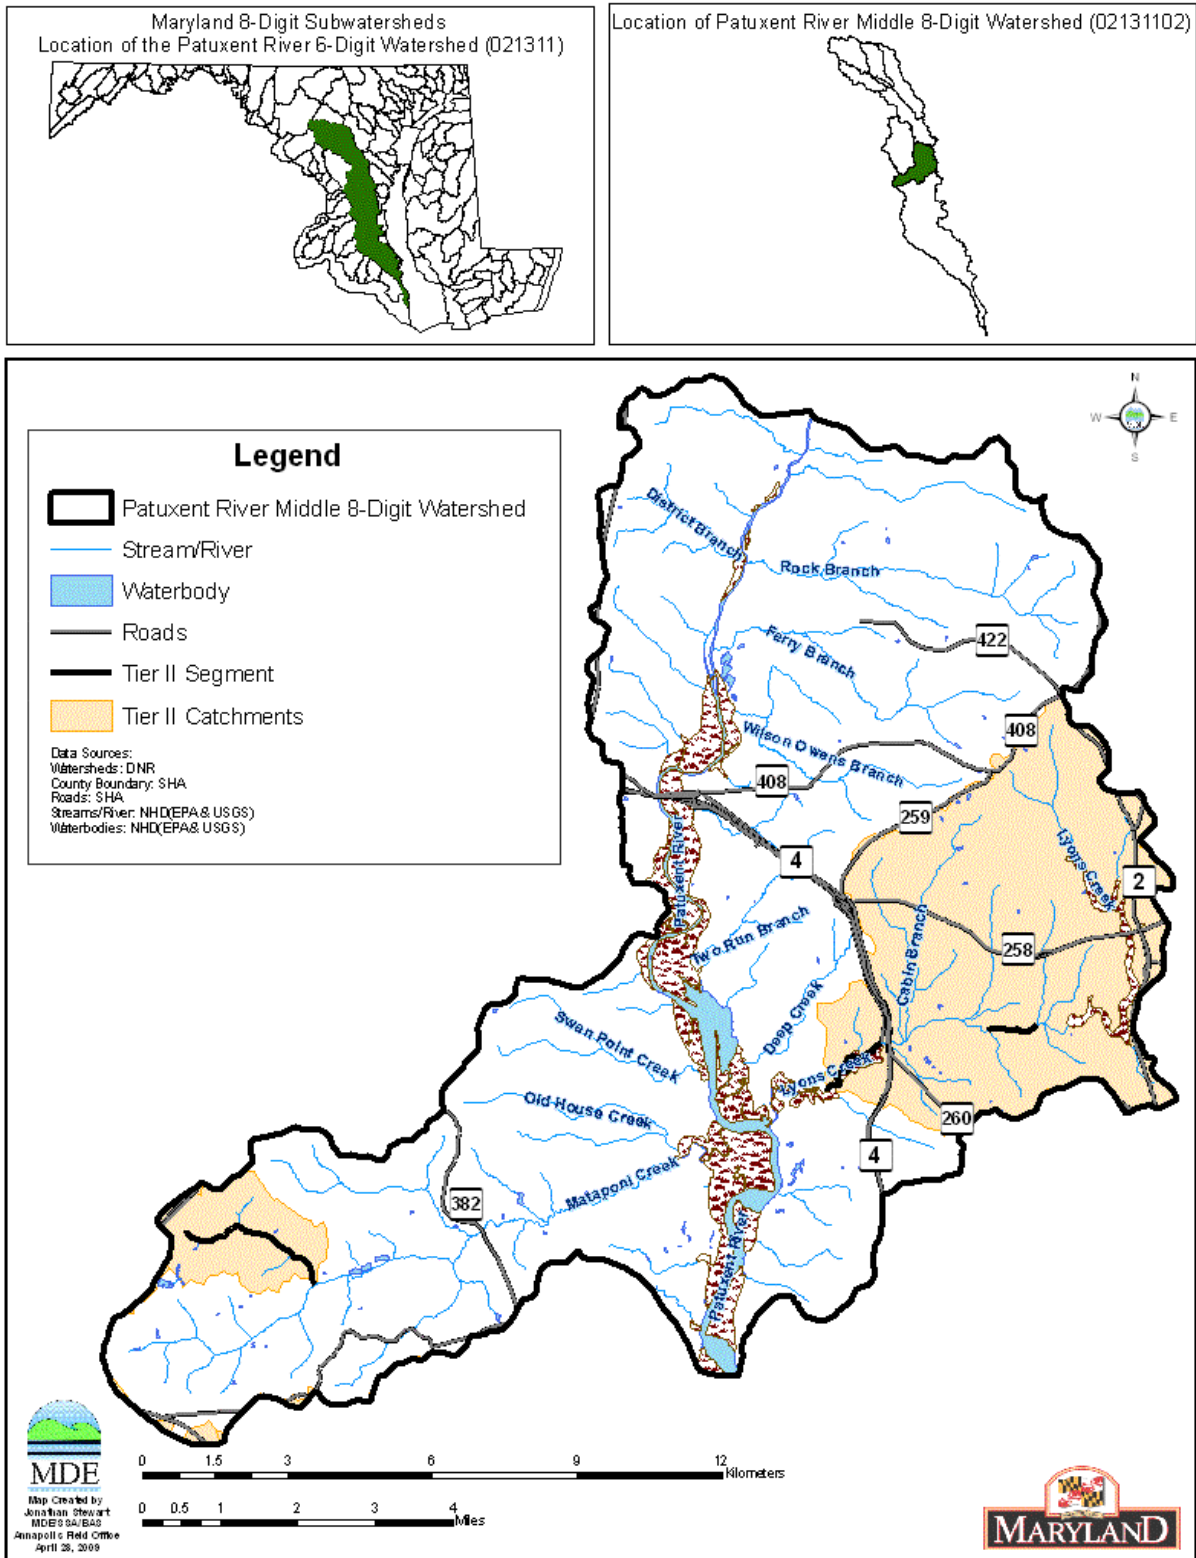 Maryland 8-Digit Subwatersheds
Location of the Patuxent River 6-Digit Watershed (021311)
Location of Patuxent River Middle 8-Digit Watershed (02131102)
N
W
E
S
Legend
Patuxent River Middle 8-Digit Watershed
Stream/River
Waterbody
Roads
Tier II Segment
Tier II Catchments
Data Sources:
Watersheds: DNR
County Boundary: SHA
Roads: SHA
Streams/River: NHD(EPA & USGS)
Waterbodies: NHD(EPA & USGS)
District Branch
Rock Branch
Ferry Branch
422
408
Wilson Owens Branch
408
259
Patuxent River
4
Lyons Creek
2
Two Run Branch
Cabin Branch
258
Deep Creek
Swan Point Creek
Lyons Creek
Old House Creek
260
4
Mataponi Creek
382
Patuxent River
MDE
Map Created by
Jonathan Stewart
MDE/SSA/BAS
Annapolis Field Office
April 28, 2009
0 1.5 3 6 9 12
Kilometers
0 0.5 1 2 3 4
Miles
MARYLAND